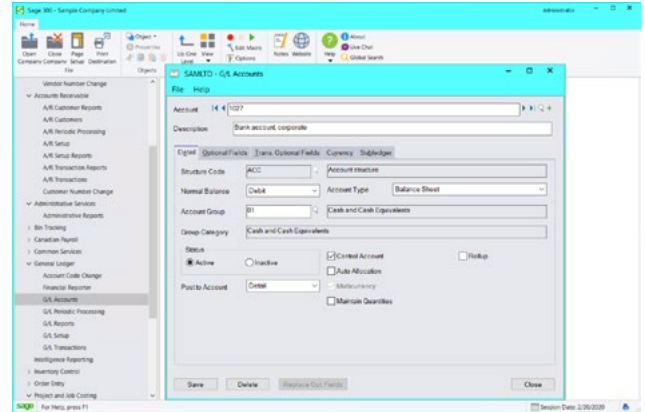 Sage 300 - Sample Company Limited
administrator
Home
Open Company
Close Company
Page Setup
Print Destination
File
Object
Properties
Objects
Up One Level
View
Edit Macro
Options
Notes
Website
Help
About
Live Chat
Global Search
Vendor Number Change
Accounts Receivable
A/R Customer Reports
A/R Customers
A/R Periodic Processing
A/R Setup
A/R Setup Reports
A/R Transaction Reports
A/R Transactions
Customer Number Change
Administrative Services
Administrative Reports
Bin Tracking
Canadian Payroll
Common Services
General Ledger
Account Code Change
Financial Reporter
G/L Accounts
G/L Periodic Processing
G/L Reports
G/L Setup
G/L Transactions
Intelligence Reporting
Inventory Control
Order Entry
Project and Job Costing
SAMLTD - G/L Accounts
File Help
Account 1027
Description Bank account, corporate
Detail Optional Fields Trans. Optional Fields Currency Subledger
Structure Code ACC Account structure
Normal Balance Debit Account Type Balance Sheet
Account Group 01 Cash and Cash Equivalents
Group Category Cash and Cash Equivalents
Status
Active Inactive
Control Account Rollup
Auto Allocation
Post to Account Detail Multicurrency
Maintain Quantities
Save Delete Replace Opt. Fields Close
sage For Help, press F1 Session Date: 2/20/2020